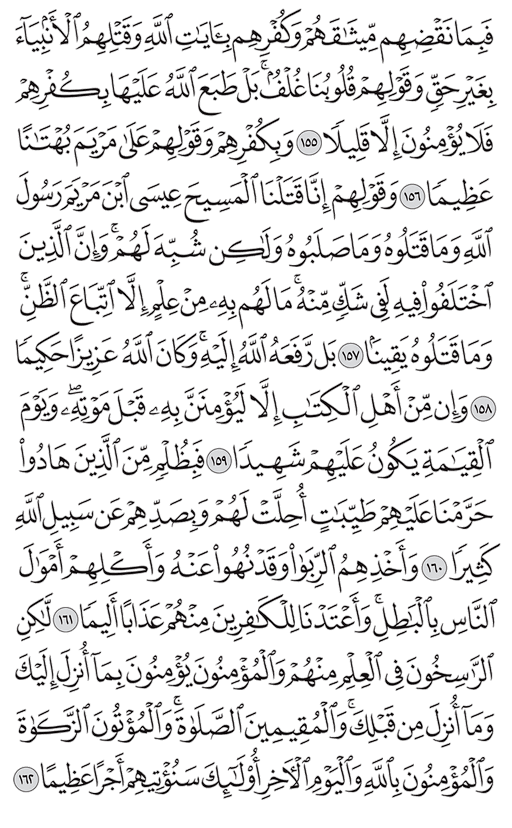 فَبِمَا نَقْضِهِم مِّيثَٰقَهُمْ وَكُفْرِهِم بِـَٔايَٰتِ ٱللَّهِ وَقَتْلِهِمُ ٱلْأَنۢبِيَآءَ
بِغَيْرِ حَقٍّ وَقَوْلِهِمْ قُلُوبُنَا غُلْفٌۢ ۚ بَلْ طَبَعَ ٱللَّهُ عَلَيْهَا بِكُفْرِهِمْ
فَلَا يُؤْمِنُونَ إِلَّا قَلِيلًا ١٥٥ وَبِكُفْرِهِمْ وَقَوْلِهِمْ عَلَىٰ مَرْيَمَ بُهْتَٰنًا
عَظِيمًا ١٥٦ وَقَوْلِهِمْ إِنَّا قَتَلْنَا ٱلْمَسِيحَ عِيسَى ٱبْنَ مَرْيَمَ رَسُولَ
ٱللَّهِ وَمَا قَتَلُوهُ وَمَا صَلَبُوهُ وَلَٰكِن شُبِّهَ لَهُمْ ۚ وَإِنَّ ٱلَّذِينَ
ٱخْتَلَفُوا۟ فِيهِ لَفِى شَكٍّ مِّنْهُ ۚ مَا لَهُم بِهِۦ مِنْ عِلْمٍ إِلَّا ٱتِّبَاعَ ٱلظَّنِّ ۚ
وَمَا قَتَلُوهُ يَقِينًۢا ١٥٧ بَل رَّفَعَهُ ٱللَّهُ إِلَيْهِ ۚ وَكَانَ ٱللَّهُ عَزِيزًا حَكِيمًا
١٥٨ وَإِن مِّنْ أَهْلِ ٱلْكِتَٰبِ إِلَّا لَيُؤْمِنَنَّ بِهِۦ قَبْلَ مَوْتِهِۦ ۖ وَيَوْمَ
ٱلْقِيَٰمَةِ يَكُونُ عَلَيْهِمْ شَهِيدًا ١٥٩ فَبِظُلْمٍ مِّنَ ٱلَّذِينَ هَادُوا۟
حَرَّمْنَا عَلَيْهِمْ طَيِّبَٰتٍ أُحِلَّتْ لَهُمْ وَبِصَدِّهِمْ عَن سَبِيلِ ٱللَّهِ
كَثِيرًا ١٦٠ وَأَخْذِهِمُ ٱلرِّبَوٰا۟ وَقَدْ نُهُوا۟ عَنْهُ وَأَكْلِهِمْ أَمْوَٰلَ
ٱلنَّاسِ بِٱلْبَٰطِلِ ۚ وَأَعْتَدْنَا لِلْكَٰفِرِينَ مِنْهُمْ عَذَابًا أَلِيمًا ١٦١ لَّٰكِنِ
ٱلرَّٰسِخُونَ فِى ٱلْعِلْمِ مِنْهُمْ وَٱلْمُؤْمِنُونَ يُؤْمِنُونَ بِمَآ أُنزِلَ إِلَيْكَ
وَمَآ أُنزِلَ مِن قَبْلِكَ ۚ وَٱلْمُقِيمِينَ ٱلصَّلَوٰةَ ۚ وَٱلْمُؤْتُونَ ٱلزَّكَوٰةَ
وَٱلْمُؤْمِنُونَ بِٱللَّهِ وَٱلْيَوْمِ ٱلْـَٔاخِرِ أُو۟لَٰٓئِكَ سَنُؤْتِيهِمْ أَجْرًا عَظِيمًا ١٦٢